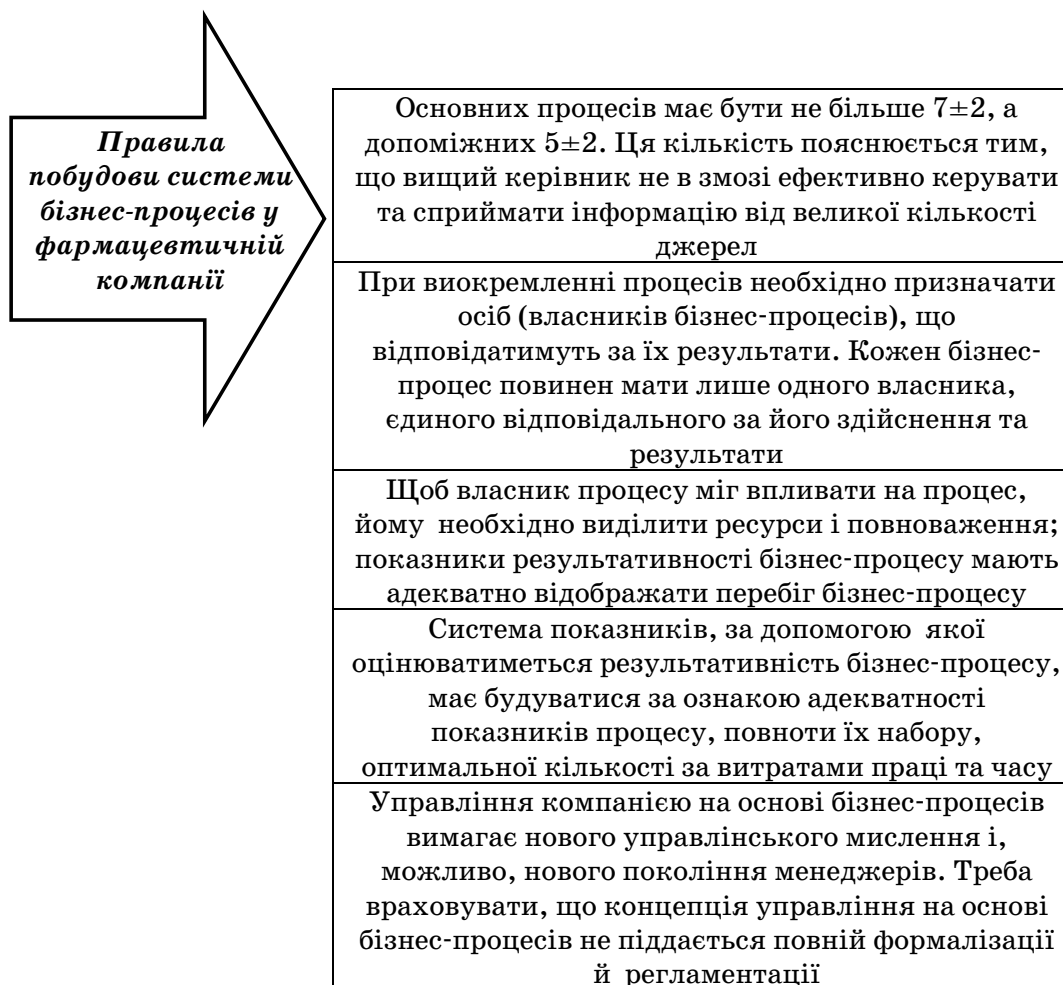 Правила
побудови системи
бізнес-процесів у
фармацевтичній
компанії
Основних процесів має бути не більше 7±2, а
допоміжних 5±2. Ця кількість пояснюється тим,
що вищий керівник не в змозі ефективно керувати
та сприймати інформацію від великої кількості
джерел
При виокремленні процесів необхідно призначати
осіб (власників бізнес-процесів), що
відповідатимуть за їх результати. Кожен бізнес-
процес повинен мати лише одного власника,
єдиного відповідального за його здійснення та
результати
Щоб власник процесу міг впливати на процес,
йому необхідно виділити ресурси і повноваження;
показники результативності бізнес-процесу мають
адекватно відображати перебіг бізнес-процесу
Система показників, за допомогою якої
оцінюватиметься результативність бізнес-процесу,
має будуватися за ознакою адекватності
показників процесу, повноти їх набору,
оптимальної кількості за витратами праці та часу
Управління компанією на основі бізнес-процесів
вимагає нового управлінського мислення і,
можливо, нового покоління менеджерів. Треба
враховувати, що концепція управління на основі
бізнес-процесів не піддається повній формалізації
й регламентації